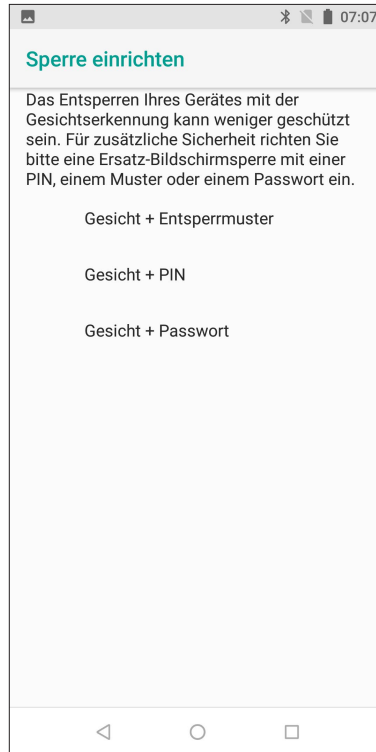 07:07
Sperre einrichten
Das Entsperren Ihres Gerätes mit der
Gesichtserkennung kann weniger geschützt
sein. Für zusätzliche Sicherheit richten Sie
bitte eine Ersatz-Bildschirmsperre mit einer
PIN, einem Muster oder einem Passwort ein.
Gesicht + Entsperrmuster
Gesicht + PIN
Gesicht + Passwort